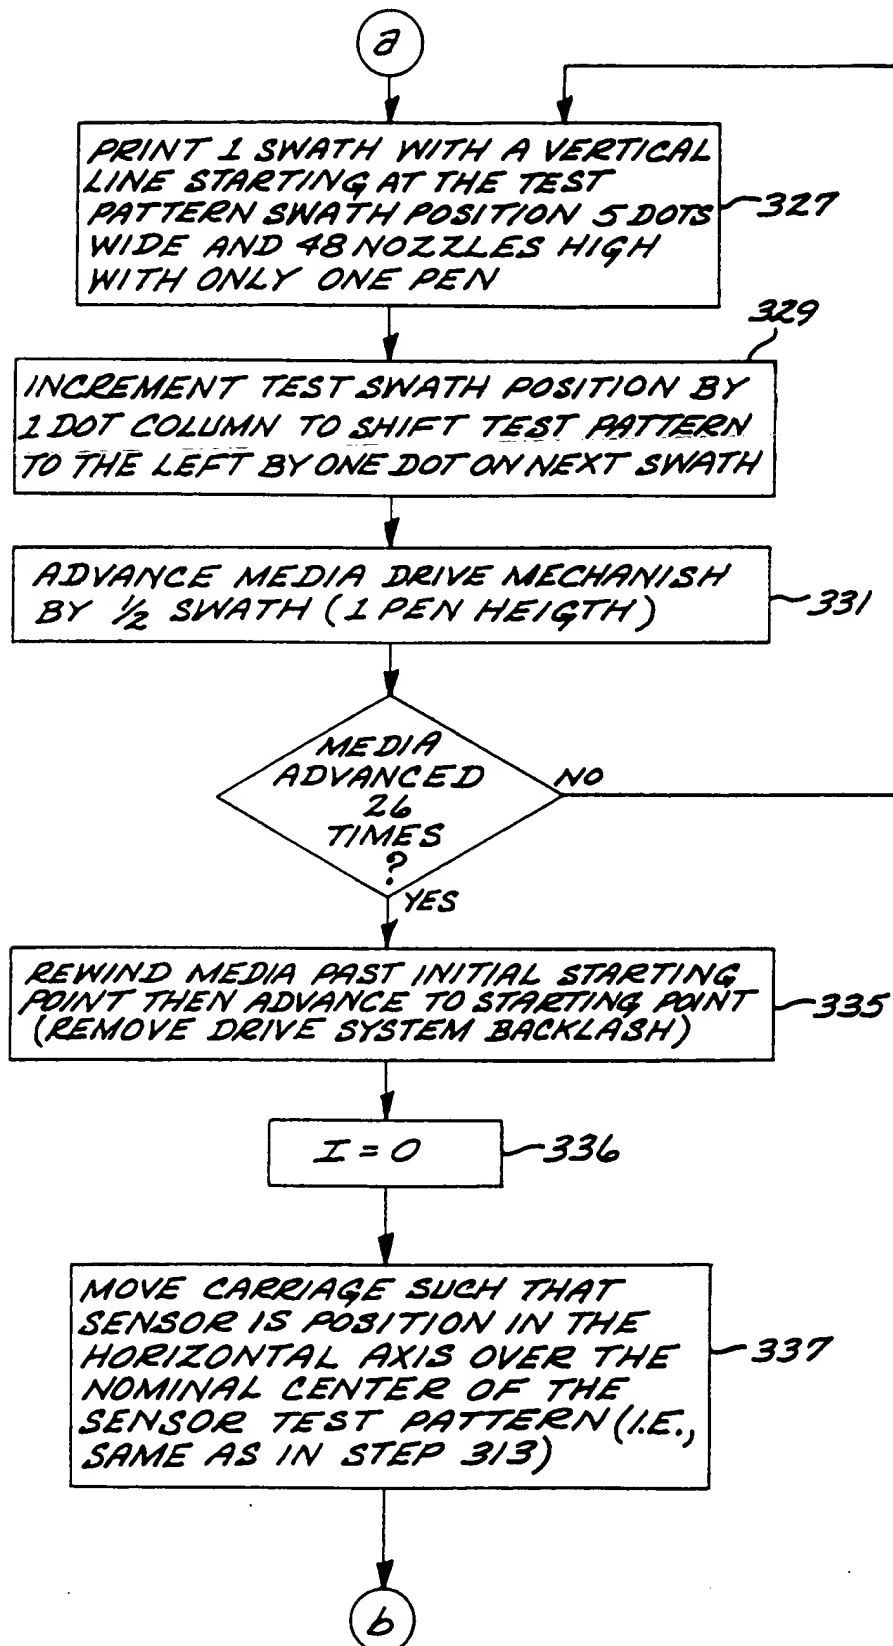 a
PRINT 1 SWATH WITH A VERTICAL
LINE STARTING AT THE TEST
PATTERN SWATH POSITION 5 DOTS
WIDE AND 48 NOZZLES HIGH
WITH ONLY ONE PEN
327
329
INCREMENT TEST SWATH POSITION BY
1 DOT COLUMN TO SHIFT TEST PATTERN
TO THE LEFT BY ONE DOT ON NEXT SWATH
ADVANCE MEDIA DRIVE MECHANISH
BY 1/2 SWATH (1 PEN HEIGTH)
331
MEDIA
ADVANCED
26
TIMES
?
NO
YES
REWIND MEDIA PAST INITIAL STARTING
POINT THEN ADVANCE TO STARTING POINT
(REMOVE DRIVE SYSTEM BACKLASH)
335
I = 0
336
MOVE CARRIAGE SUCH THAT
SENSOR IS POSITION IN THE
HORIZONTAL AXIS OVER THE
NOMINAL CENTER OF THE
SENSOR TEST PATTERN (I.E.,
SAME AS IN STEP 313)
337
b